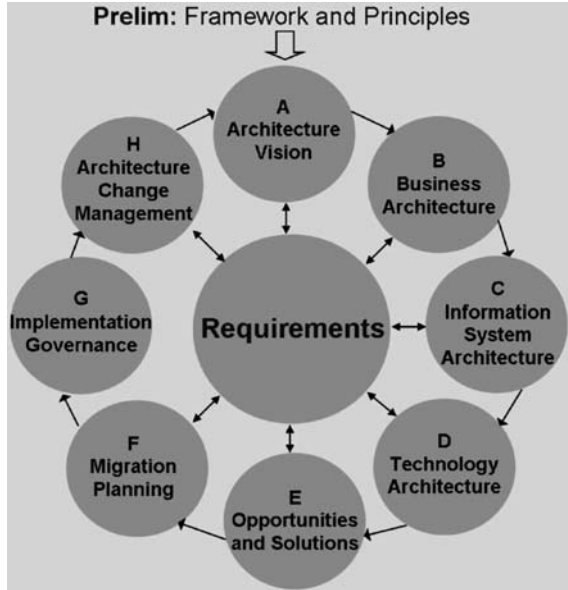 Prelim: Framework and Principles
A
Architecture
Vision
B
Business
Architecture
C
Information
System
Architecture
D
Technology
Architecture
E
Opportunities
and Solutions
F
Migration
Planning
G
Implementation
Governance
H
Architecture
Change
Management
Requirements